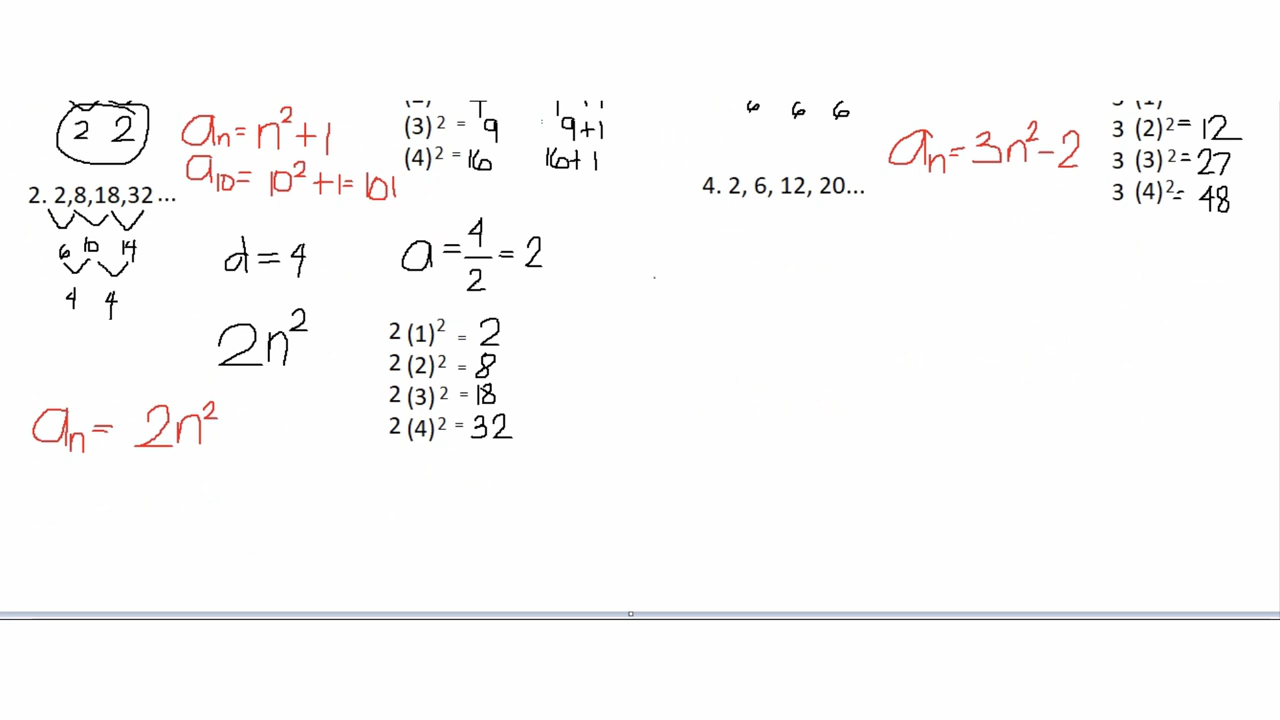 2 2
aₙ = n² + 1
a₁₀ = 10² + 1 = 101
(3)² = 9 9+1
(4)² = 16 16+1
2. 2,8,18,32...
6 10 14
4 4
d = 4
a = 4/2 = 2
2n²
2 (1)² = 2
2 (2)² = 8
2 (3)² = 18
2 (4)² = 32
aₙ = 2n²
6 6 6
aₙ = 3n² - 2
3 (2)² = 12
3 (3)² = 27
3 (4)² = 48
4. 2, 6, 12, 20...